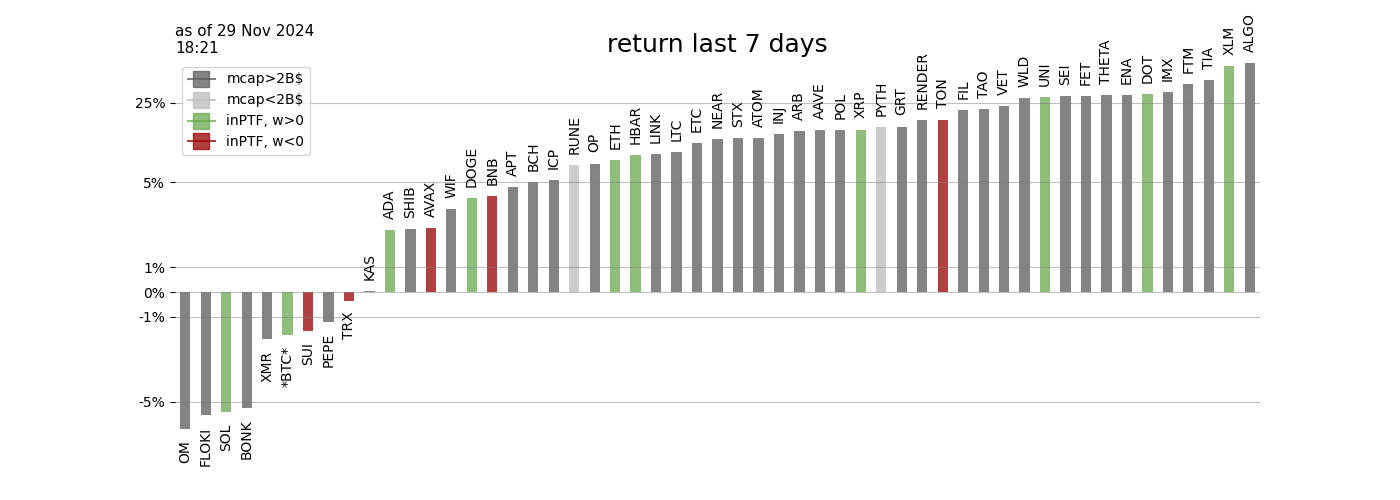 as of 29 Nov 2024
18:21
return last 7 days
mcap>2B$
mcap<2B$
inPTF, w>0
inPTF, w<0
25%
5%
1%
0%
-1%
-5%
OM
FLOKI
SOL
BONK
XMR
*BTC*
SUI
PEPE
TRX
KAS
ADA
SHIB
AVAX
WIF
DOGE
BNB
APT
BCH
ICP
RUNE
OP
ETH
HBAR
LINK
LTC
ETC
NEAR
STX
ATOM
INJ
ARB
AAVE
POL
XRP
PYTH
GRT
RENDER
TON
FIL
TAO
VET
WLD
UNI
SEI
FET
THETA
ENA
DOT
IMX
FTM
TIA
XLM
ALGO